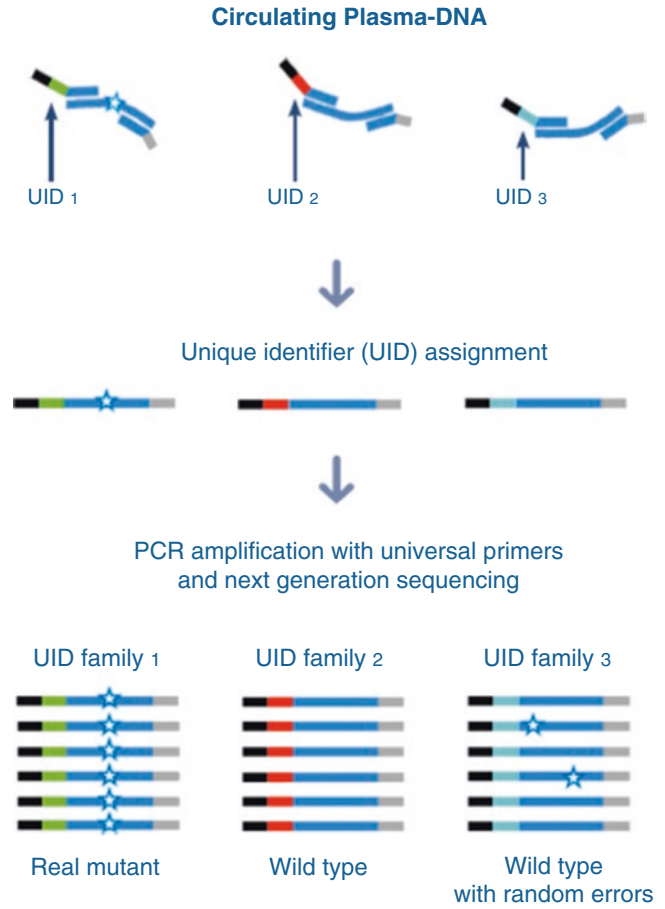 Circulating Plasma-DNA
UID 1
UID 2
UID 3
Unique identifier (UID) assignment
PCR amplification with universal primers
and next generation sequencing
UID family 1
UID family 2
UID family 3
Real mutant
Wild type
Wild type
with random errors